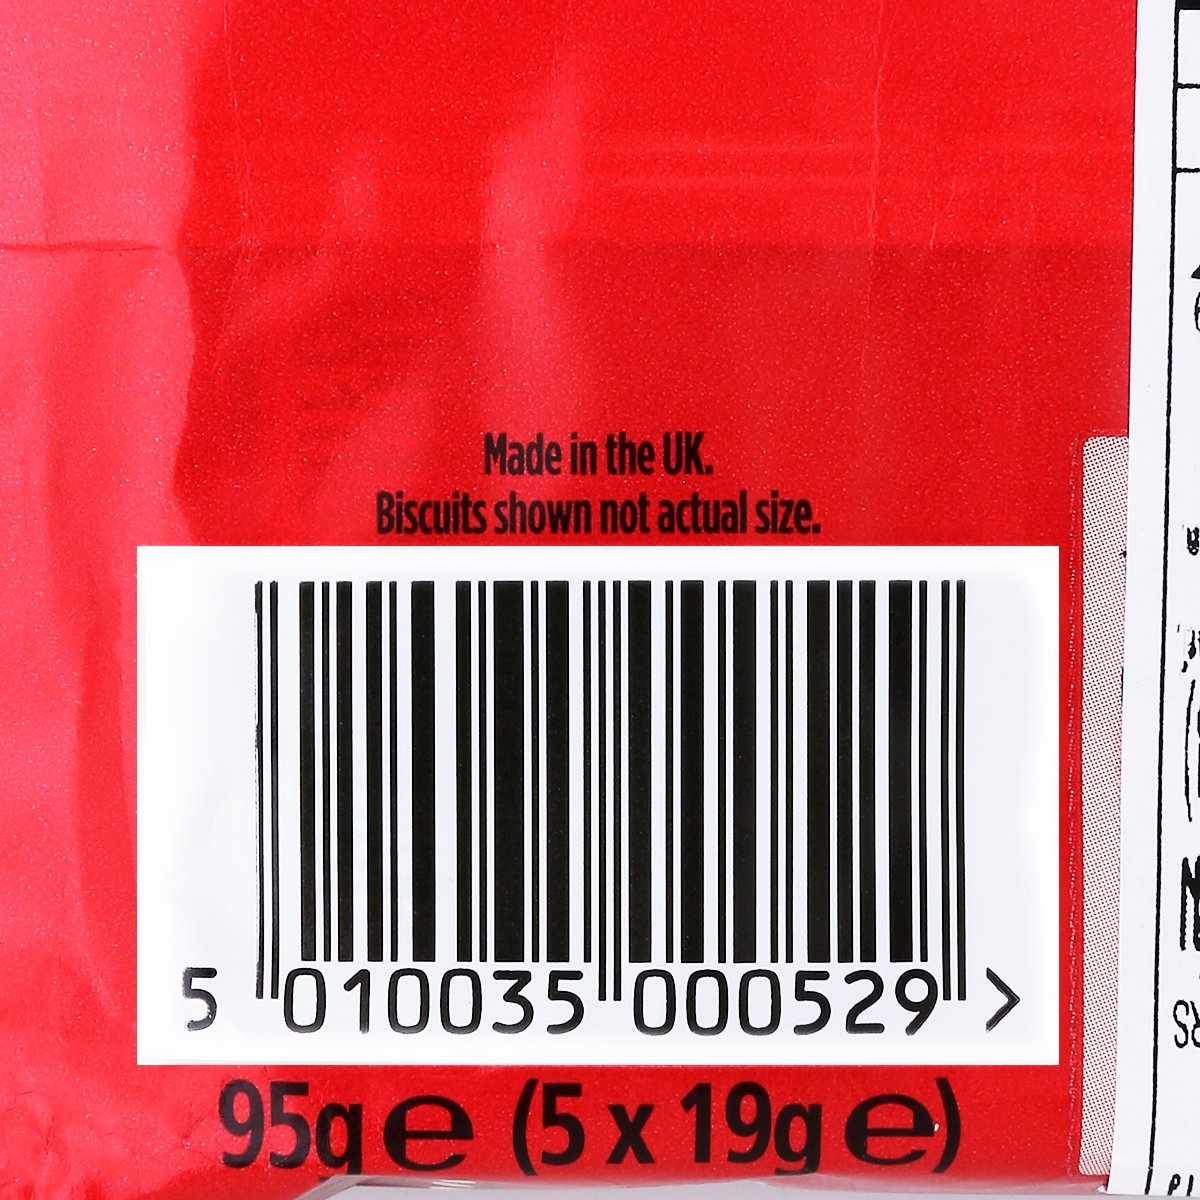 Made in the UK.
Biscuits shown not actual size.
5 010035 000529 >
95g ℮ (5 x 19g ℮)